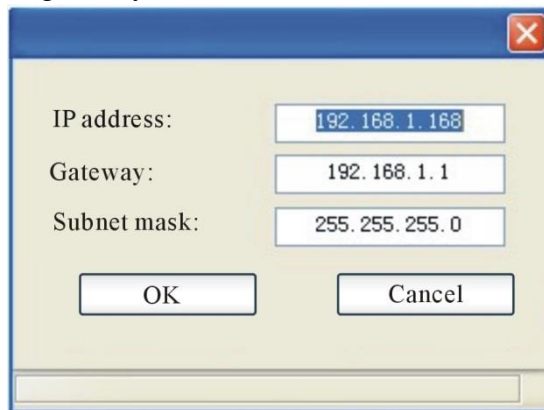 IP address: 192.168.1.168
Gateway: 192.168.1.1
Subnet mask: 255.255.255.0
OK Cancel